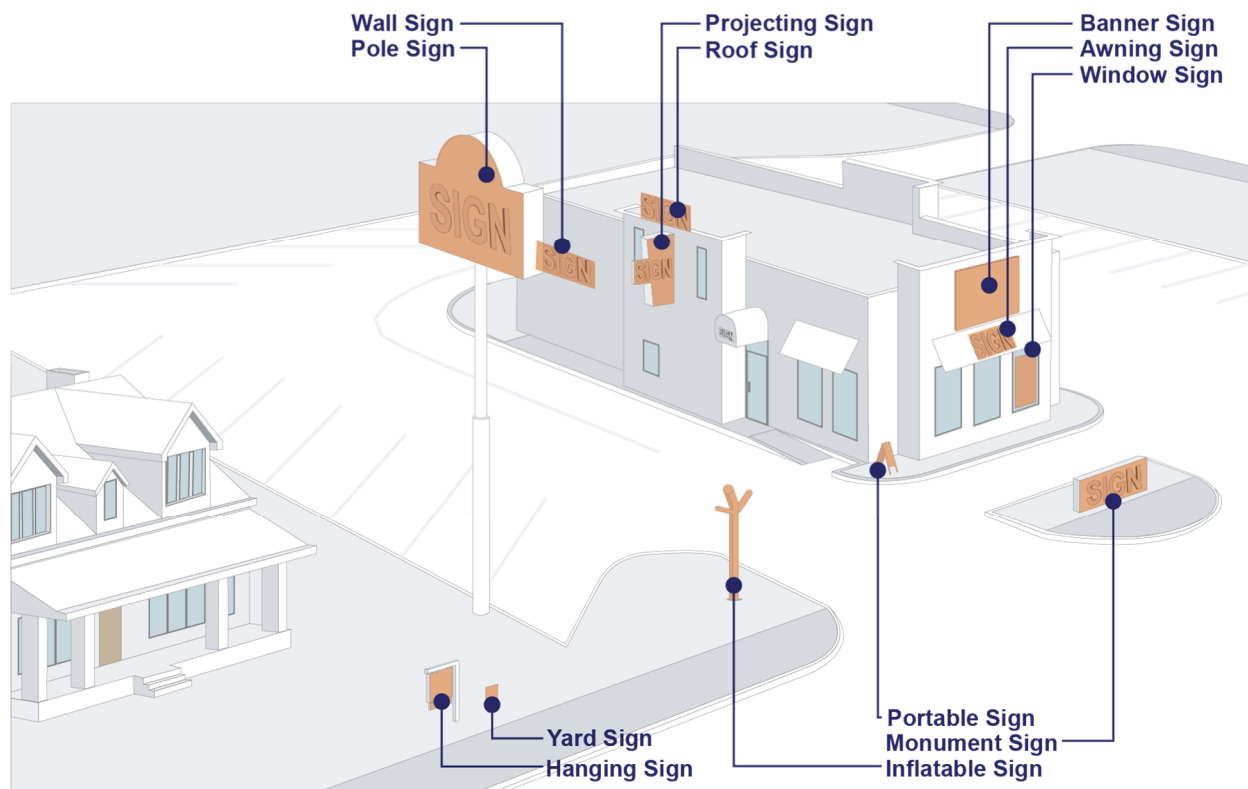 Wall Sign
Pole Sign
Projecting Sign
Roof Sign
Banner Sign
Awning Sign
Window Sign
SIGN
SIGN
SIGN
SIGN
SIGN
SIGN
SIGN
Portable Sign
Monument Sign
Inflatable Sign
Yard Sign
Hanging Sign